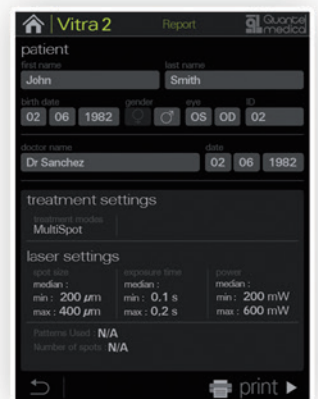 Vitra 2 Report Quantel medical
patient
first name last name
John Smith
birth date gender eye ID
02 06 1982 OS OD 02
doctor name date
Dr Sanchez 02 06 1982
treatment settings
treatment modes
MultiSpot
laser settings
spot size exposure time power
median : median : median :
min : 200 µm min : 0,1 s min : 200 mW
max : 400 µm max : 0,2 s max : 600 mW
Patterns Used : N/A
Number of spots : N/A
print